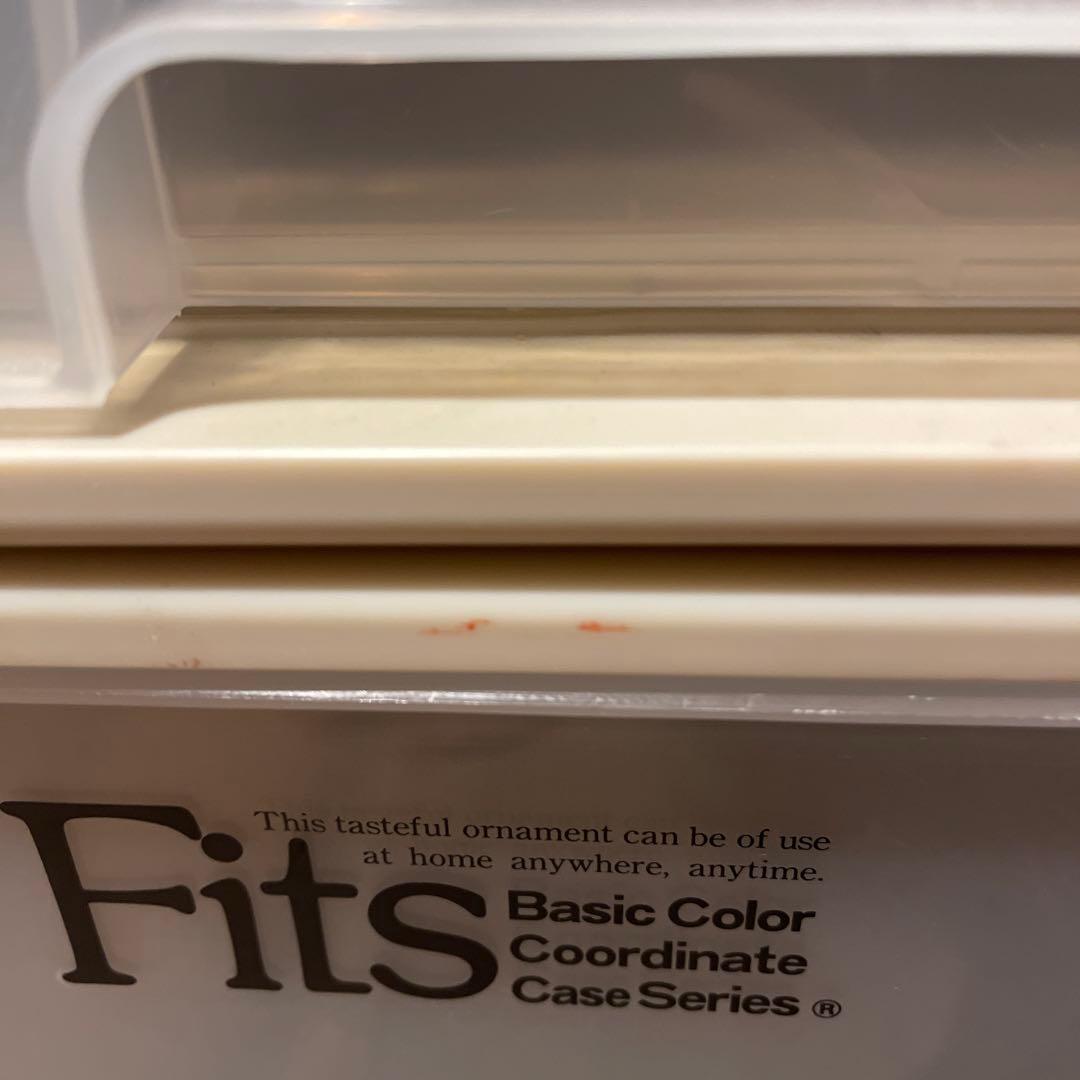 This tasteful ornament can be of use
at home anywhere, anytime.
Fits
Basic Color
Coordinate
Case Series ®